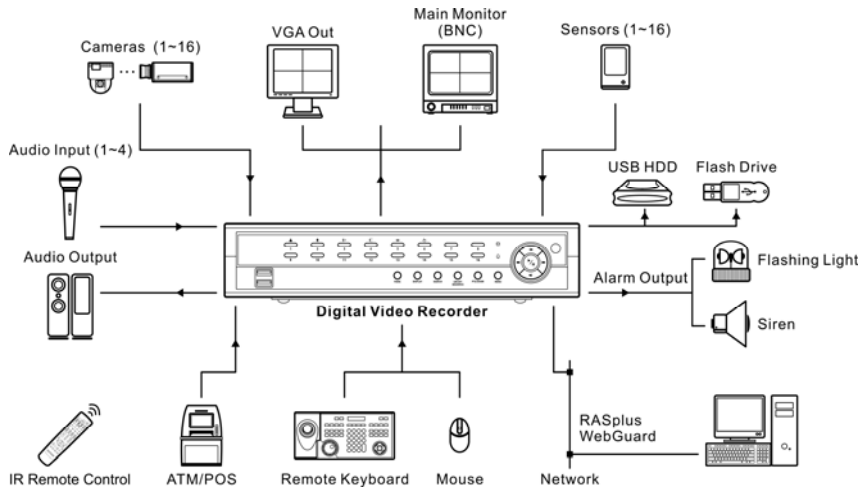 Cameras (1~16)
VGA Out
Main Monitor
(BNC)
Sensors (1~16)
Audio Input (1~4)
USB HDD
Flash Drive
Audio Output
Alarm Output
Flashing Light
Siren
Digital Video Recorder
RASplus
WebGuard
IR Remote Control
ATM/POS
Remote Keyboard
Mouse
Network